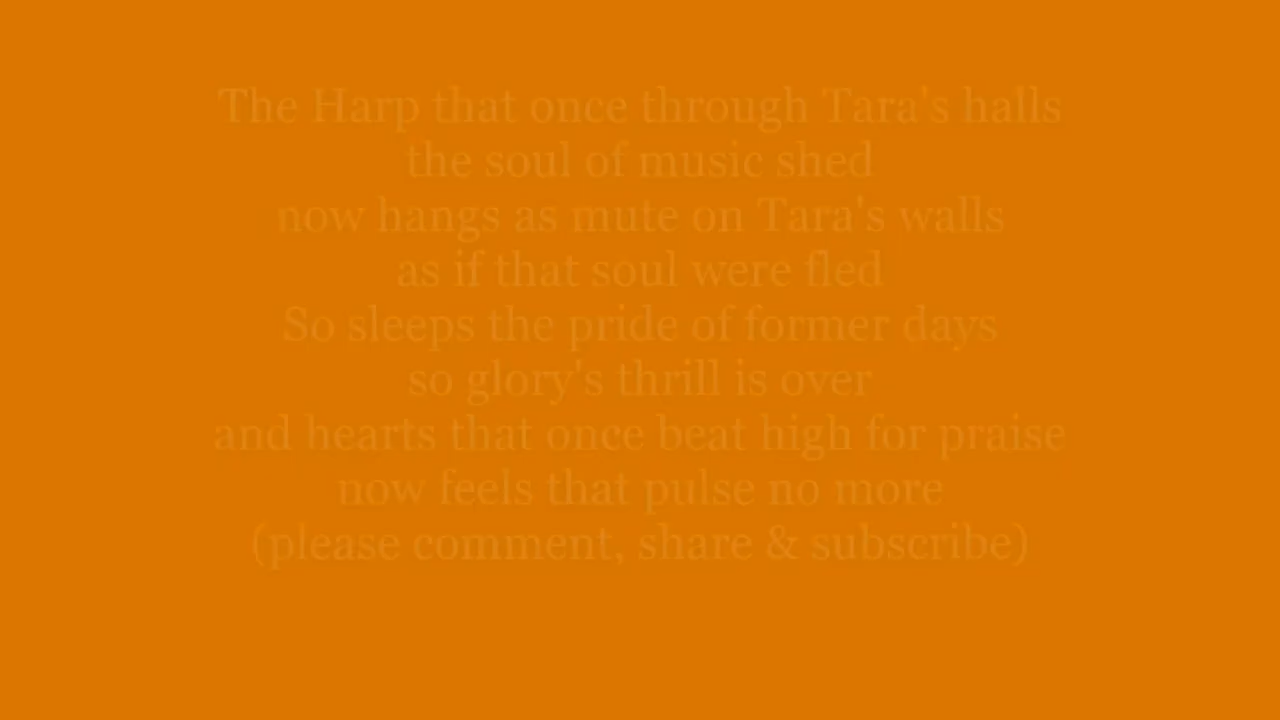 The Harp that once through Tara's halls
the soul of music shed
now hangs as mute on Tara's walls
as if that soul were fled
So sleeps the pride of former days
so glory's thrill is over
and hearts that once beat high for praise
now feels that pulse no more
(please comment, share & subscribe)